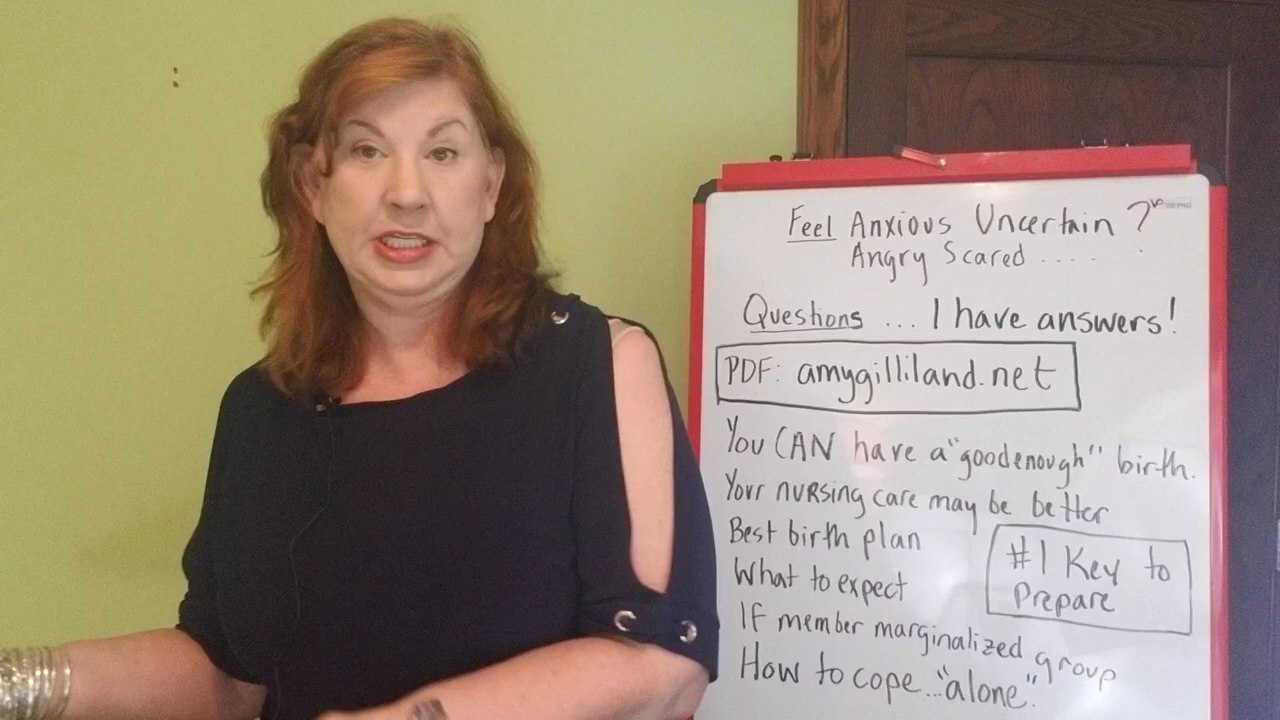 Feel Anxious Uncertain ?
Angry Scared .....
Questions ... I have answers!
PDF: amygilliland.net
You CAN have a "goodenough" birth.
Your nursing care may be better
Best birth plan
What to expect
#1 Key to
Prepare
If member marginalized group
How to cope..."alone".